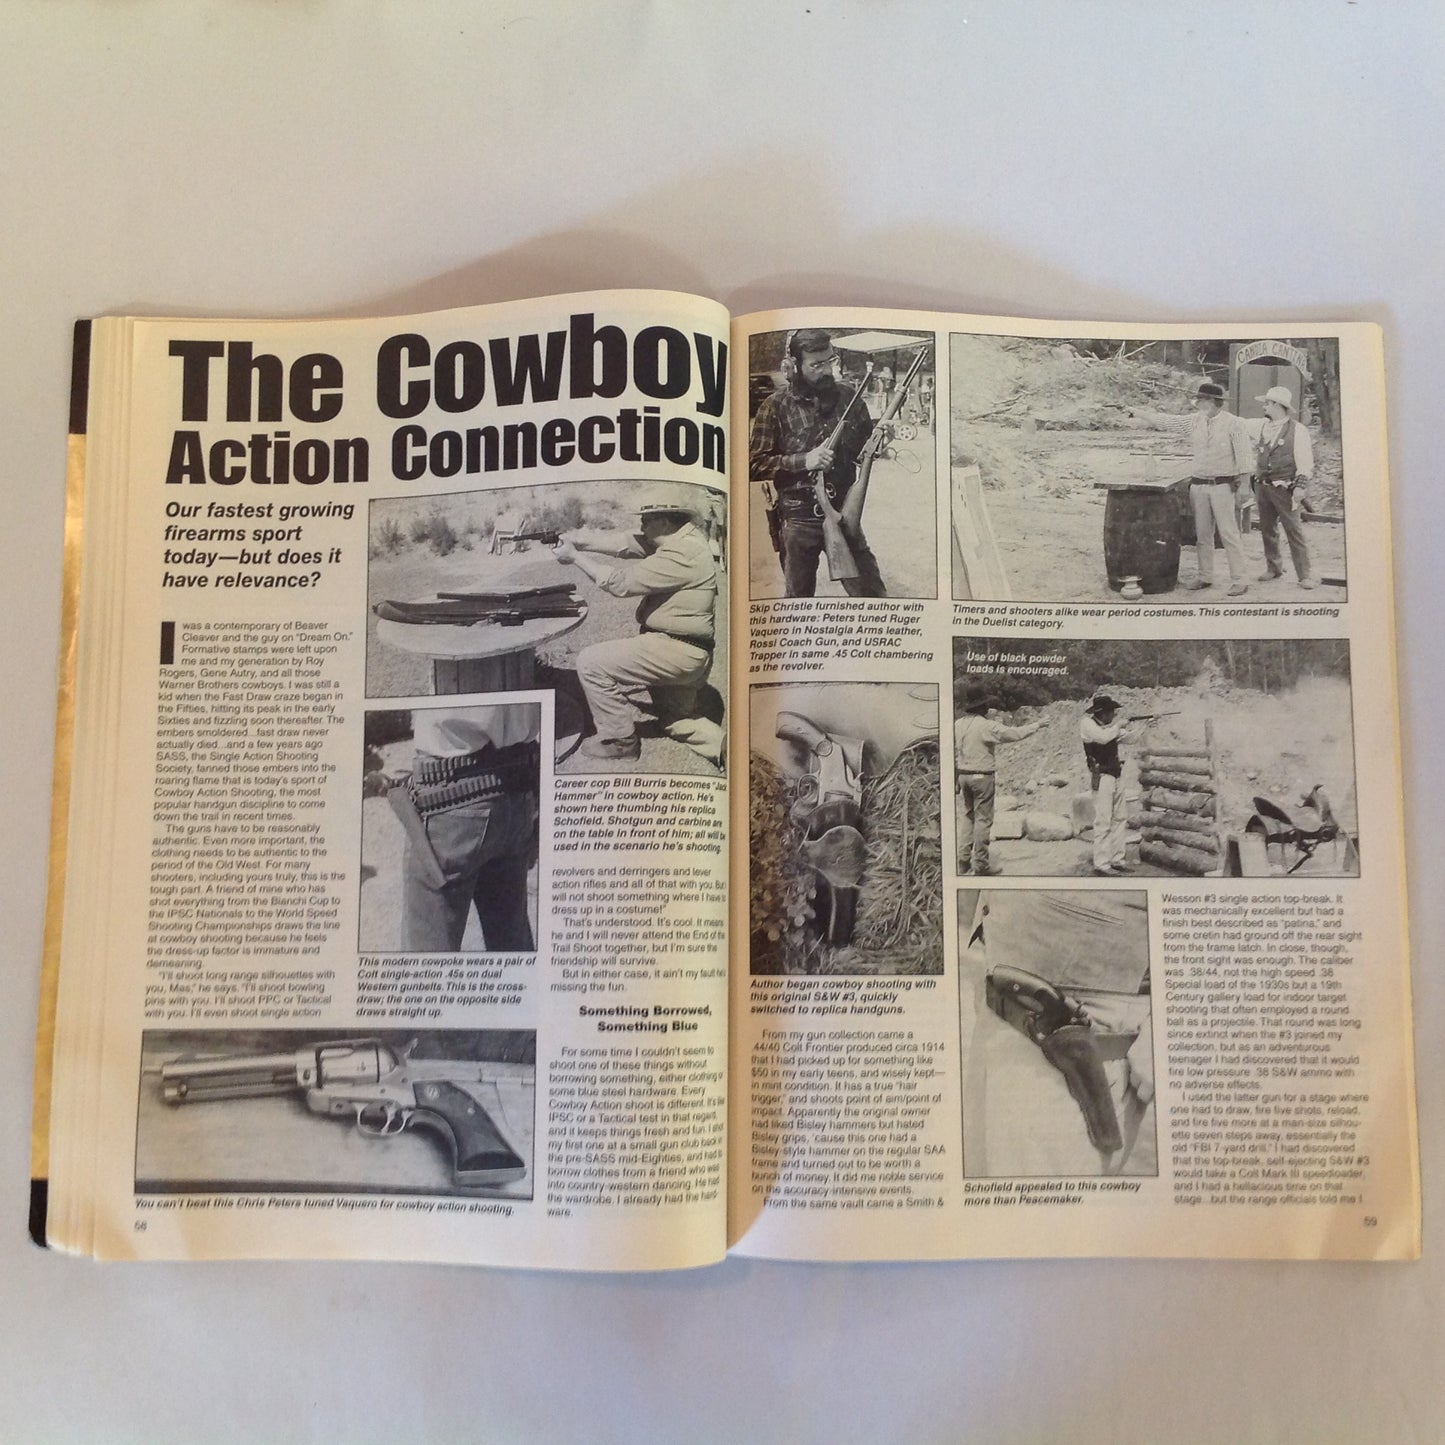 The Cowboy
Action Connection
Our fastest growing
firearms sport
today—but does it
have relevance?
I was a contemporary of Beaver
Cleaver and the guy on "Dream On."
Formative stamps were left upon
me and my generation by Roy
Rogers, Gene Autry, and all those
Warner Brothers cowboys. I was still a
kid when the Fast Draw craze began in
the Fifties, hitting its peak in the early
Sixties and fizzling soon thereafter. The
embers smoldered...fast draw never
actually died...and a few years ago
SASS, the Single Action Shooting
Society, fanned those embers into the
roaring flame that is today's sport of
Cowboy Action Shooting, the most
popular handgun discipline to come
down the trail in recent times.
The guns have to be reasonably
authentic. Even more important, the
clothing needs to be authentic to the
period of the Old West. For many
shooters, including yours truly, this is the
tough part. A friend of mine who has
shot everything from the Bianchi Cup to
the IPSC Nationals to the World Speed
Shooting Championships draws the line
at cowboy shooting because he feels
the dress-up factor is immature and
demeaning.
"I'll shoot long range silhouettes with
you, Mas," he says. "I'll shoot bowling
pins with you. I'll shoot PPC or Tactical
with you. I'll even shoot single action
You can't beat this Chris Peters tuned Vaquero for cowboy action shooting.
58
This modern cowpoke wears a pair of
Colt single-action .45s on dual
Western gunbelts. This is the cross-
draw; the one on the opposite side
draws straight up.
Career cop Bill Burris becomes "Jack
Hammer" in cowboy action. He's
shown here thumbing his replica
Schofield. Shotgun and carbine are
on the table in front of him; all will be
used in the scenario he's shooting.
revolvers and derringers and lever
action rifles and all of that with you. But I
will not shoot something where I have to
dress up in a costume!"
That's understood. It's cool. It means
he and I will never attend the End of the
Trail Shoot together, but I'm sure the
friendship will survive.
But in either case, it ain't my fault he's
missing the fun.
Something Borrowed,
Something Blue
For some time I couldn't seem to
shoot one of these things without
borrowing something, either clothing or
some blue steel hardware. Every
Cowboy Action shoot is different. It's like
IPSC or a Tactical test in that regard,
and it keeps things fresh and fun. I shot
my first one at a small gun club back in
the pre-SASS mid-Eighties, and had to
borrow clothes from a friend who was
into country-western dancing. He had
the wardrobe. I already had the hard-
ware.
Skip Christie furnished author with
this hardware: Peters tuned Ruger
Vaquero in Nostalgia Arms leather,
Rossi Coach Gun, and USRAC
Trapper in same .45 Colt chambering
as the revolver.
Author began cowboy shooting with
this original S&W #3, quickly
switched to replica handguns.
From my gun collection came a
.44/40 Colt Frontier produced circa 1914
that I had picked up for something like
$50 in my early teens, and wisely kept—
in mint condition. It has a true "hair
trigger," and shoots point of aim/point of
impact. Apparently the original owner
had liked Bisley hammers but hated
Bisley grips, 'cause this one had a
Bisley-style hammer on the regular SAA
frame and turned out to be worth a
bunch of money. It did me noble service
on the accuracy-intensive events.
From the same vault came a Smith &
CANDIA
Timers and shooters alike wear period costumes. This contestant is shooting
in the Duelist category.
Use of black powder
loads is encouraged.
Schofield appealed to this cowboy
more than Peacemaker.
Wesson #3 single action top-break. It
was mechanically excellent but had a
finish best described as "patina," and
some cretin had ground off the rear sight
from the frame latch. In close, though,
the front sight was enough. The caliber
was .38/44, not the high speed .38
Special load of the 1930s but a 19th
Century gallery load for indoor target
shooting that often employed a round
ball as a projectile. That round was long
since extinct when the #3 joined my
collection, but as an adventurous
teenager I had discovered that it would
fire low pressure .38 S&W ammo with
no adverse effects.
I used the latter gun for a stage where
one had to draw, fire five shots, reload,
and fire five more at a man-size silhou-
ette seven steps away, essentially the
old "FBI 7-yard drill." I had discovered
that the top-break, self-ejecting S&W #3
would take a Colt Mark III speedloader,
and I had a hellacious time on that
stage...but the range officials told me I
59